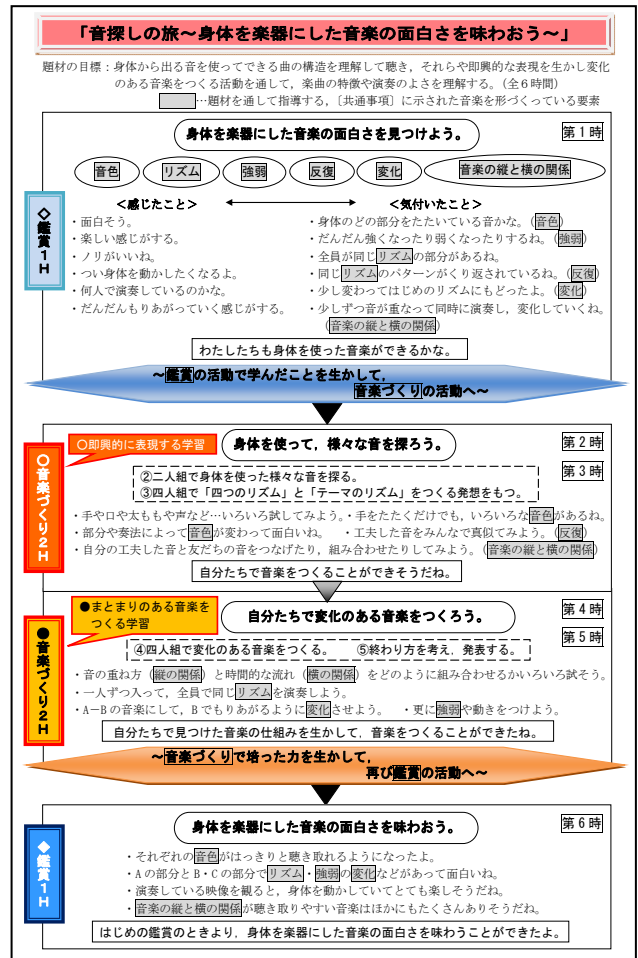 「音探しの旅~身体を楽器にした音楽の面白さを味わおう~」
題材の目標:身体から出る音を使ってできる曲の構造を理解して聴き,それらや即興的な表現を生かし変化
のある音楽をつくる活動を通して,楽曲の特徴や演奏のよさを理解する。(全6時間)
…題材を通して指導する,〔共通事項〕に示された音楽を形づくっている要素
身体を楽器にした音楽の面白さを見つけよう。
第1時
音色 リズム 強弱 反復 変化 音楽の縦と横の関係
<感じたこと> <気付いたこと>
◇鑑賞1H
・面白そう。
・楽しい感じがする。
・ノリがいいね。
・つい身体を動かしたくなるよ。
・何人で演奏しているのかな。
・だんだんもりあがっていく感じがする。
・身体のどの部分をたたいている音かな。(音色)
・だんだん強くなったり弱くなったりするね。(強弱)
・全員が同じリズムの部分があるね。
・同じリズムのパターンがくり返されているね。(反復)
・少し変わってはじめのリズムにもどったよ。(変化)
・少しずつ音が重なって同時に演奏し,変化していくね。
(音楽の縦と横の関係)
わたしたちも身体を使った音楽ができるかな。
~鑑賞の活動で学んだことを生かして,
音楽づくりの活動へ~
○音楽づくり2H
○即興的に表現する学習
身体を使って,様々な音を探ろう。
第2時
第3時
②二人組で身体を使った様々な音を探る。
③四人組で「四つのリズム」と「テーマのリズム」をつくる発想をもつ。
・手や口や太ももや声など…いろいろ試してみよう。・手をたたくだけでも,いろいろな音色があるね。
・部分や奏法によって音色が変わって面白いね。 ・工夫した音をみんなで真似てみよう。(反復)
・自分の工夫した音と友だちの音をつなげたり,組み合わせたりしてみよう。(音楽の縦と横の関係)
自分たちで音楽をつくることができそうだね。
●音楽づくり2H
●まとまりのある音楽を
つくる学習
自分たちで変化のある音楽をつくろう。
第4時
第5時
④四人組で変化のある音楽をつくる。 ⑤終わり方を考え,発表する。
・音の重ね方(縦の関係)と時間的な流れ(横の関係)をどのように組み合わせるかいろいろ試そう。
・一人ずつ入って,全員で同じリズムを演奏しよう。
・A-Bの音楽にして,Bでもりあがるように変化させよう。 ・更に強弱や動きをつけよう。
自分たちで見つけた音楽の仕組みを生かして,音楽をつくることができたね。
~音楽づくりで培った力を生かして,
再び鑑賞の活動へ~
◆鑑賞1H
身体を楽器にした音楽の面白さを味わおう。
第6時
・それぞれの音色がはっきりと聴き取れるようになったよ。
・Aの部分とB・Cの部分でリズム・強弱の変化などがあって面白いね。
・演奏している映像を観ると,身体を動かしていてとても楽しそうだね。
・音楽の縦と横の関係が聴き取りやすい音楽はほかにもたくさんありそうだね。
はじめの鑑賞のときより,身体を楽器にした音楽の面白さを味わうことができたよ。